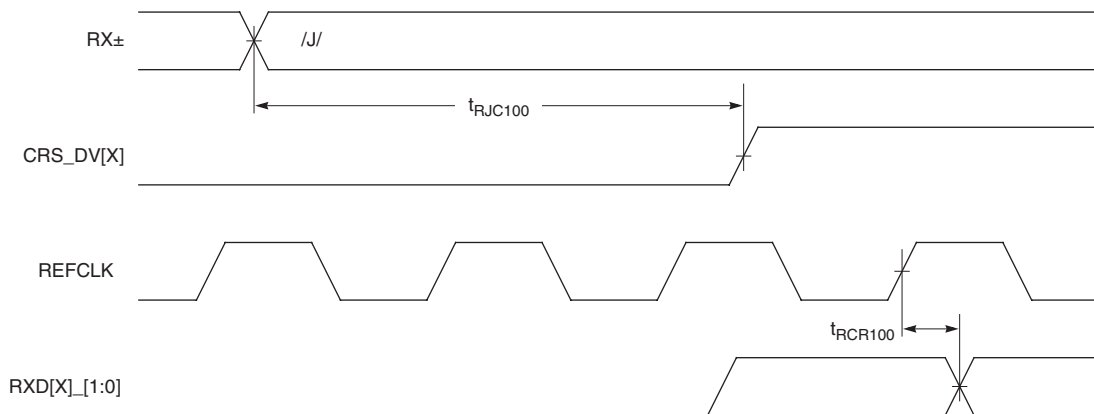 RX±
/J/
tRJC100
CRS_DV[X]
REFCLK
tRCR100
RXD[X]_[1:0]